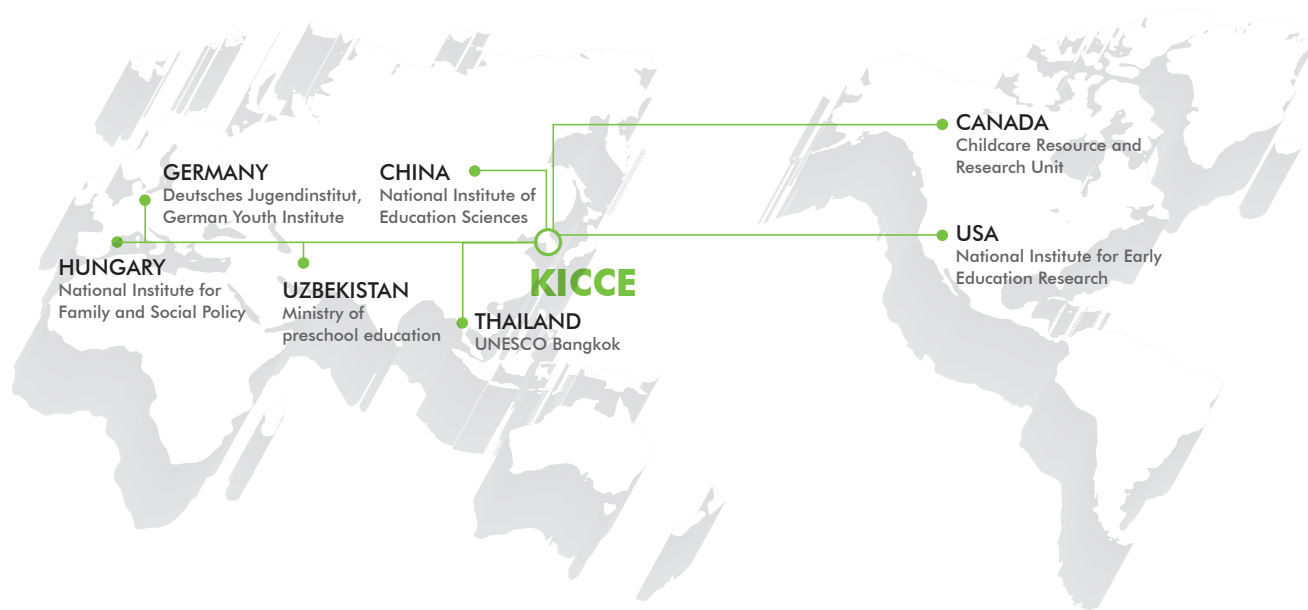 GERMANY
Deutsches Jugendinstitut,
German Youth Institute
HUNGARY
National Institute for
Family and Social Policy
UZBEKISTAN
Ministry of
preschool education
CHINA
National Institute of
Education Sciences
KICCE
THAILAND
UNESCO Bangkok
CANADA
Childcare Resource and
Research Unit
USA
National Institute for Early
Education Research